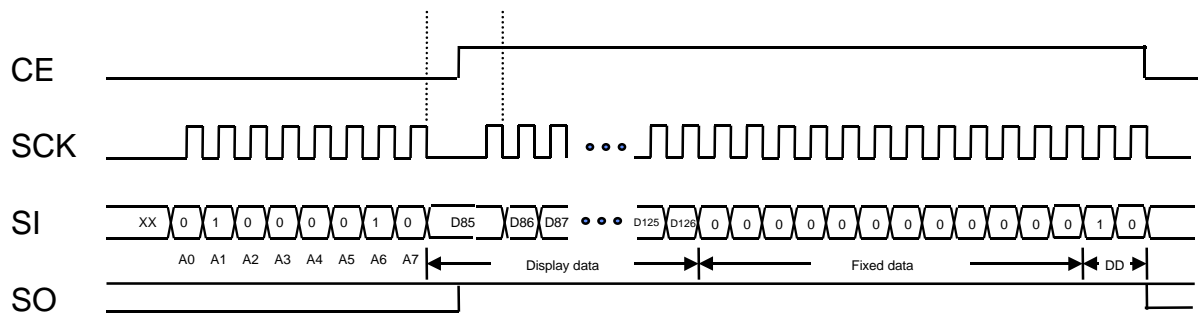 CE
SCK
SI XX 0 1 0 0 0 0 1 0 D85 D86 D87 D125 D126 0 0 0 0 0 0 0 0 0 0 0 0 1 0
A0 A1 A2 A3 A4 A5 A6 A7 Display data Fixed data DD
SO